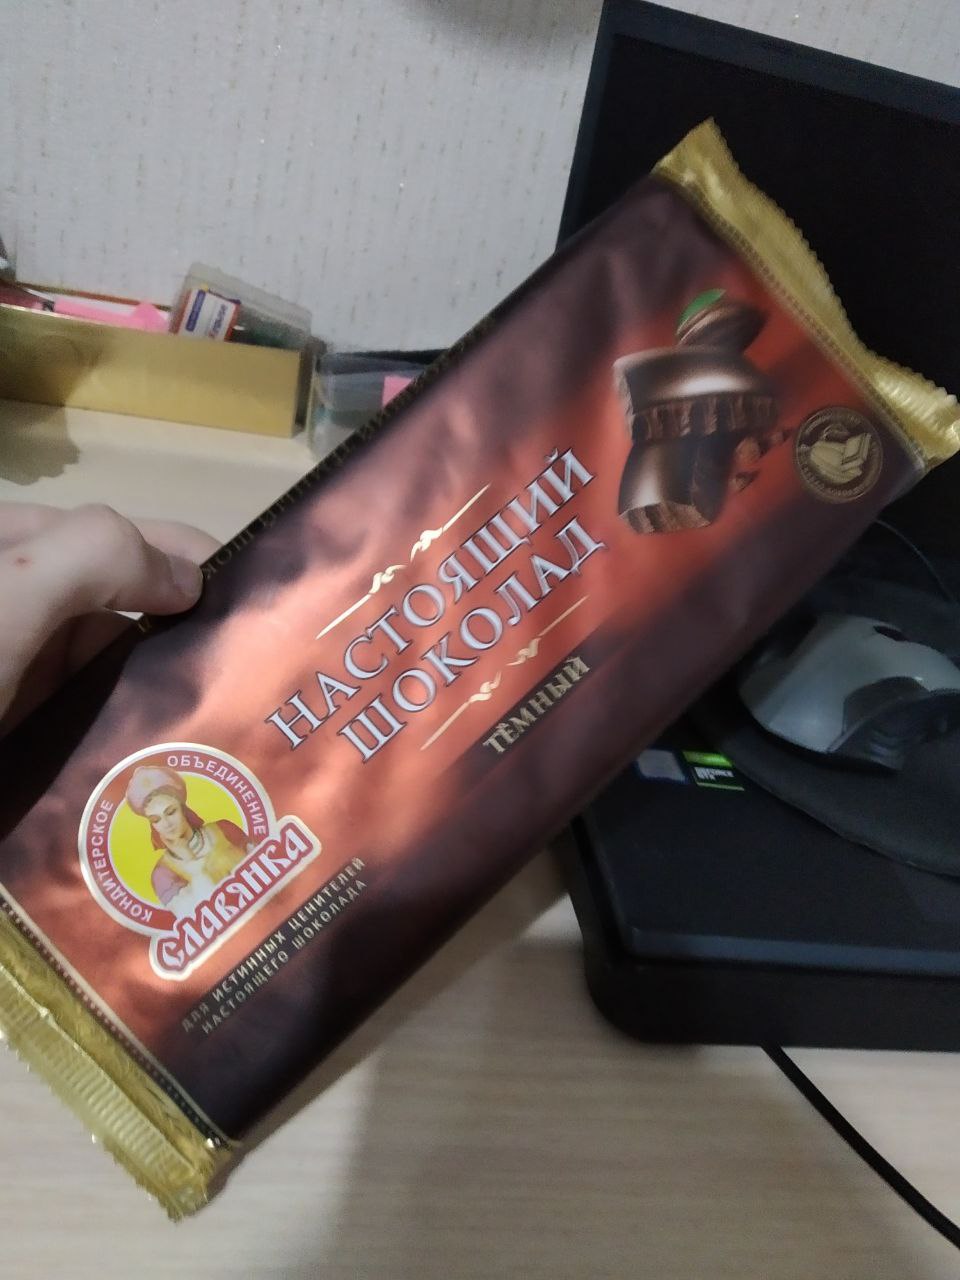 НАСТОЯЩИЙ
ШОКОЛАД
ТЁМНЫЙ
КОНДИТЕРСКОЕ ОБЪЕДИНЕНИЕ
СЛАВЯНКА
ДЛЯ ИСТИННЫХ ЦЕНИТЕЛЕЙ
НАСТОЯЩЕГО ШОКОЛАДА